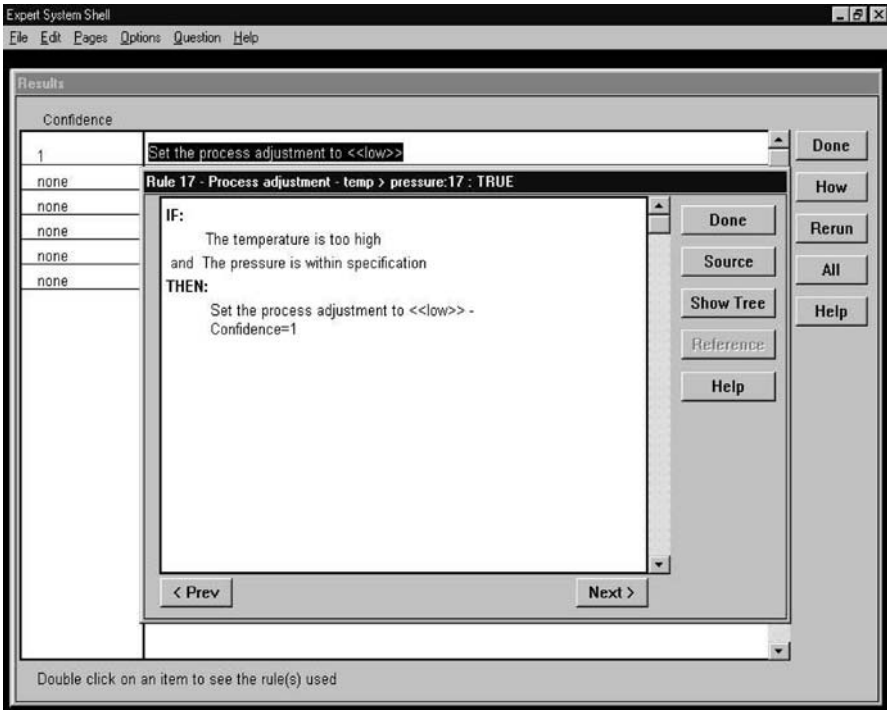 Expert System Shell
File Edit Pages Options Question Help
Results
Confidence
1 Set the process adjustment to <<low>>
none
none
none
none
none
Rule 17 - Process adjustment - temp > pressure:17 : TRUE
IF:
The temperature is too high
and The pressure is within specification
THEN:
Set the process adjustment to <<low>> -
Confidence=1
Done
Source
Show Tree
Reference
Help
< Prev
Next >
Done
How
Rerun
All
Help
Double click on an item to see the rule(s) used